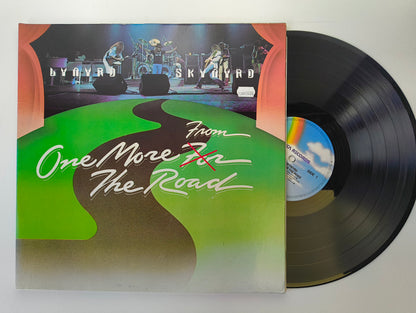 LYNYRD SKYNYRD
From
One More For
The Road